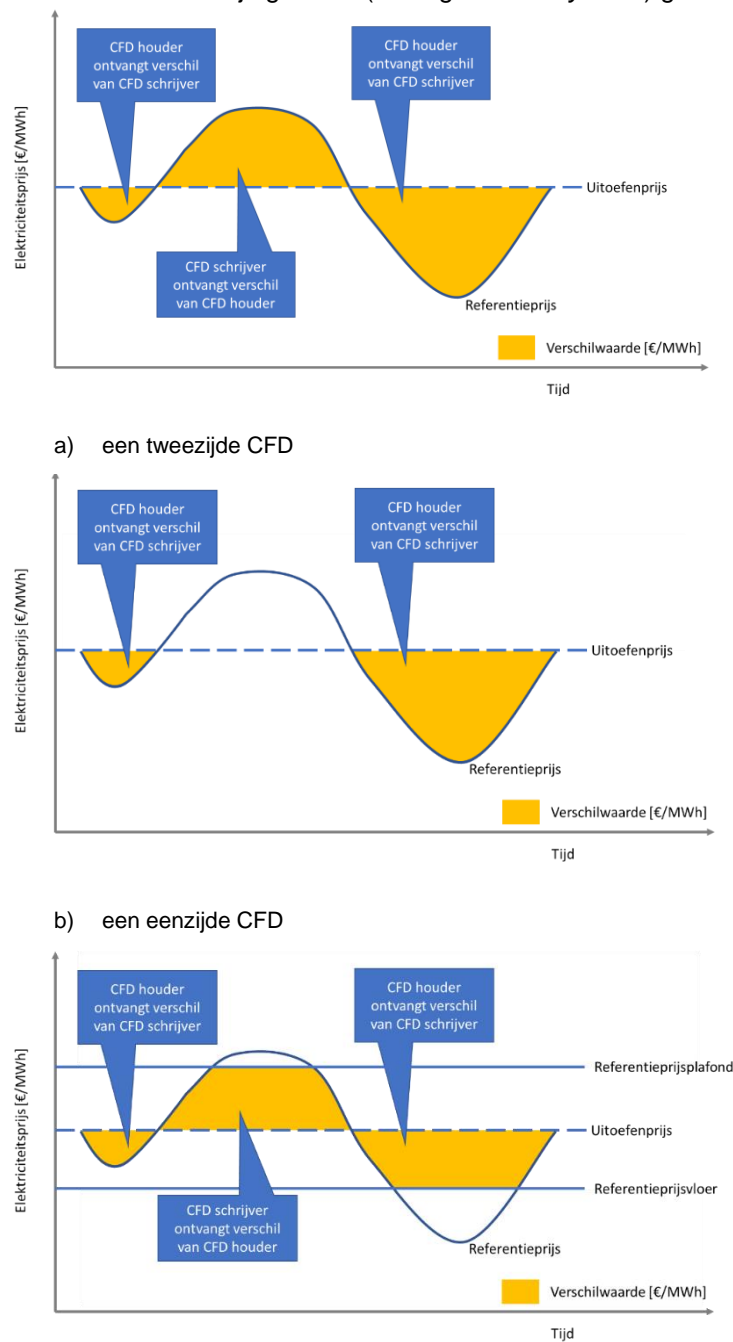 CFD houder
ontvangt verschil
van CFD schrijver
CFD houder
ontvangt verschil
van CFD schrijver
Elektriciteitsprijs [€/MWh]
Uitoefenprijs
CFD schrijver
ontvangt verschil
van CFD houder
Referentieprijs
Verschilwaarde [€/MWh]
Tijd
a) een tweezijde CFD
CFD houder
ontvangt verschil
van CFD schrijver
CFD houder
ontvangt verschil
van CFD schrijver
Elektriciteitsprijs [€/MWh]
Uitoefenprijs
Referentieprijs
Verschilwaarde [€/MWh]
Tijd
b) een eenzijde CFD
CFD houder
ontvangt verschil
van CFD schrijver
CFD houder
ontvangt verschil
van CFD schrijver
Elektriciteitsprijs [€/MWh]
Referentieprijsplafond
Uitoefenprijs
Referentieprijsvloer
CFD schrijver
ontvangt verschil
van CFD houder
Referentieprijs
Verschilwaarde [€/MWh]
Tijd